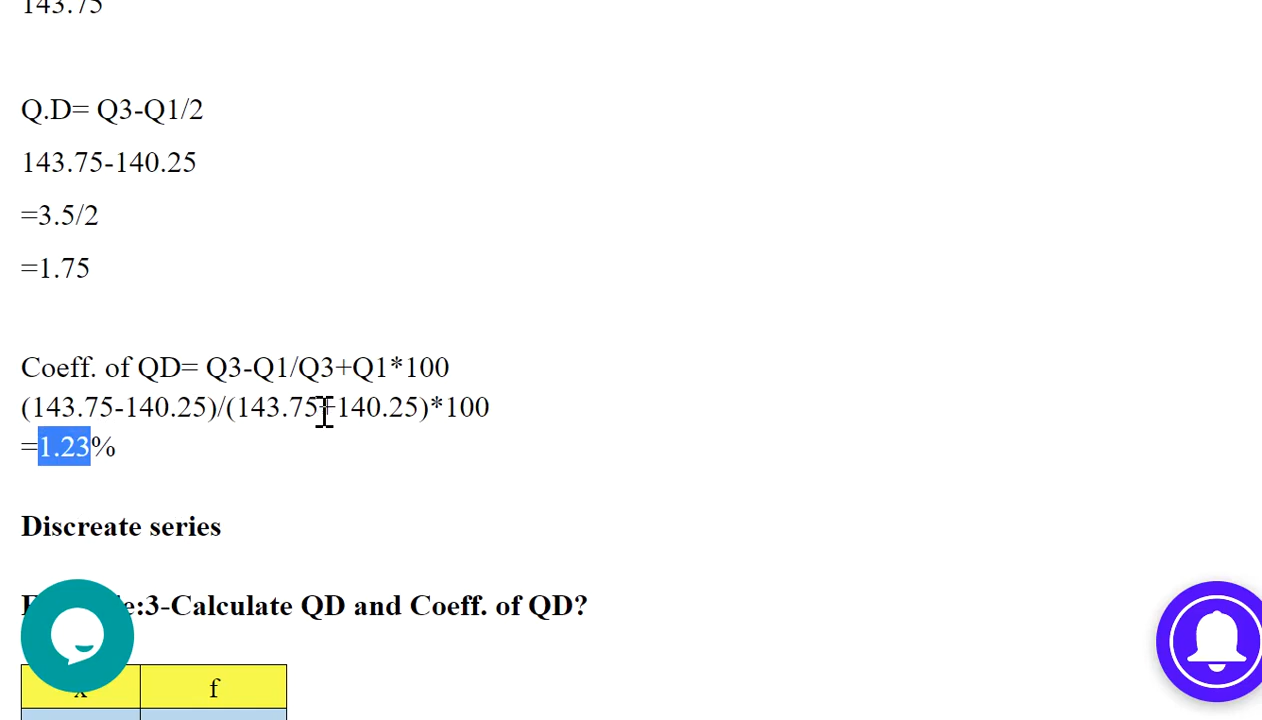 143.75
Q.D= Q3-Q1/2
143.75-140.25
=3.5/2
=1.75
Coeff. of QD= Q3-Q1/Q3+Q1*100
(143.75-140.25)/(143.75+140.25)*100
=1.23%
Discreate series
e:3-Calculate QD and Coeff. of QD?
x f